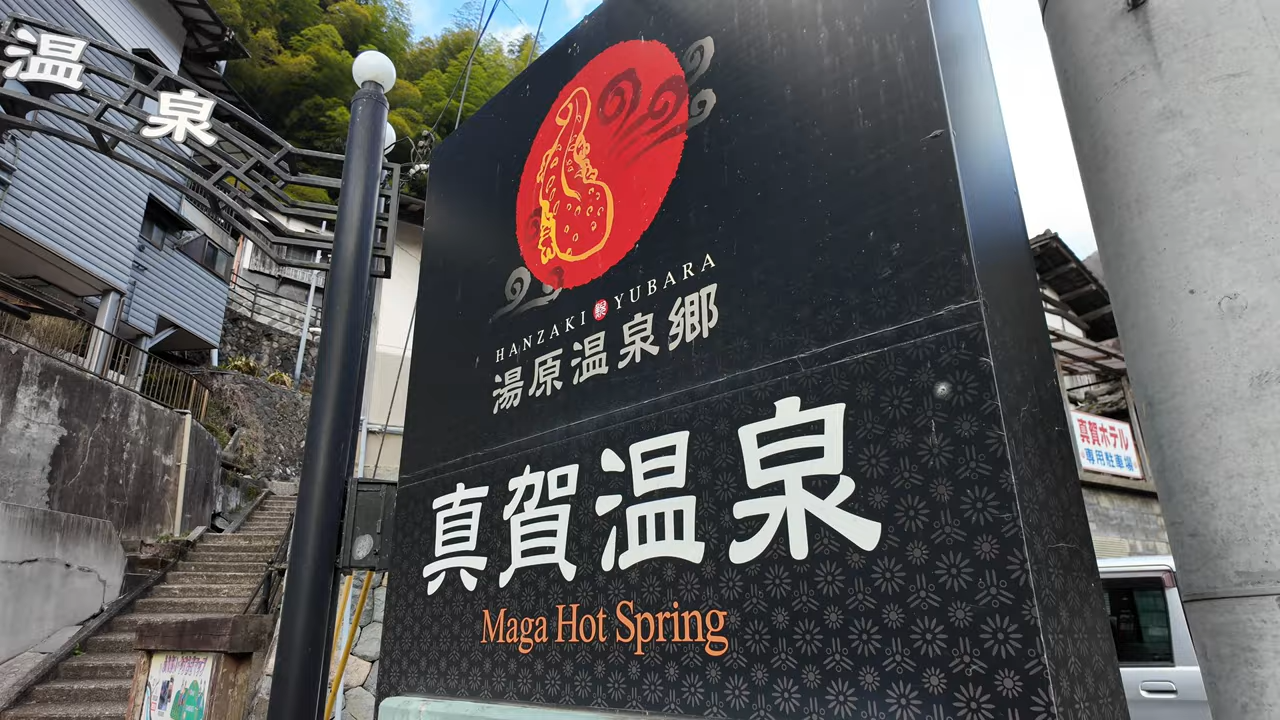 温泉
HANZAKI YUBARA
湯原温泉郷
真賀温泉
Maga Hot Spring
真賀ホテル
専用駐車場